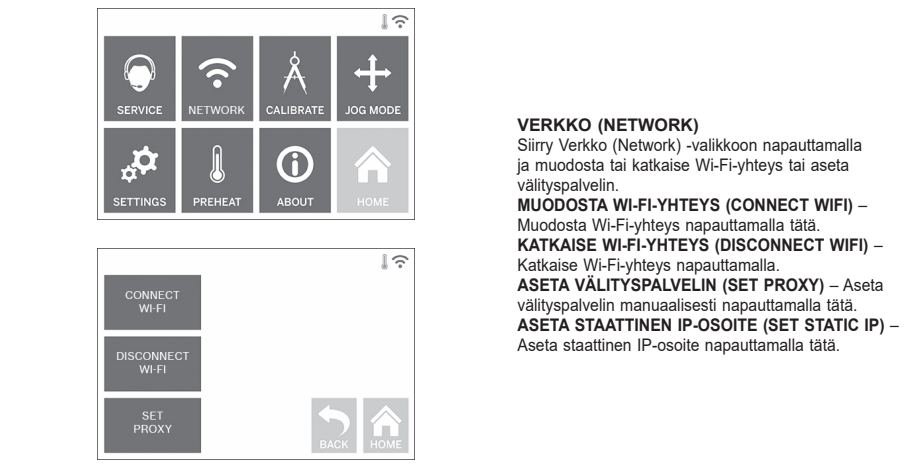 SERVICE NETWORK CALIBRATE JOG MODE
SETTINGS PREHEAT ABOUT HOME
CONNECT
WI-FI
DISCONNECT
WI-FI
SET
PROXY
BACK HOME
VERKKO (NETWORK)
Siirry Verkko (Network) -valikkoon napauttamalla
ja muodosta tai katkaise Wi-Fi-yhteys tai aseta
välityspalvelin.
MUODOSTA WI-FI-YHTEYS (CONNECT WIFI) –
Muodosta Wi-Fi-yhteys napauttamalla tätä.
KATKAISE WI-FI-YHTEYS (DISCONNECT WIFI) –
Katkaise Wi-Fi-yhteys napauttamalla.
ASETA VÄLITYSPALVELIN (SET PROXY) – Aseta
välityspalvelin manuaalisesti napauttamalla tätä.
ASETA STAATTINEN IP-OSOITE (SET STATIC IP) –
Aseta staattinen IP-osoite napauttamalla tätä.